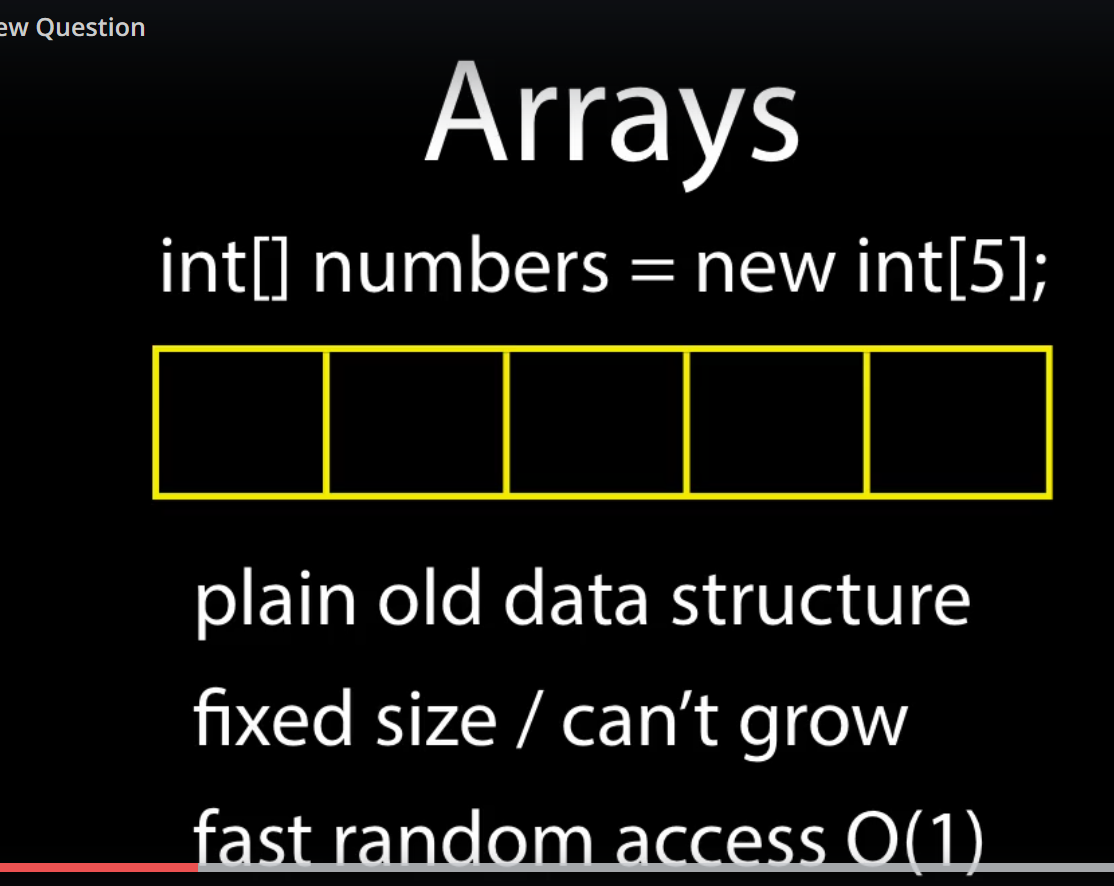 Question
Arrays
int[] numbers = new int[5];
plain old data structure
fixed size / can't grow
fast random access O(1)